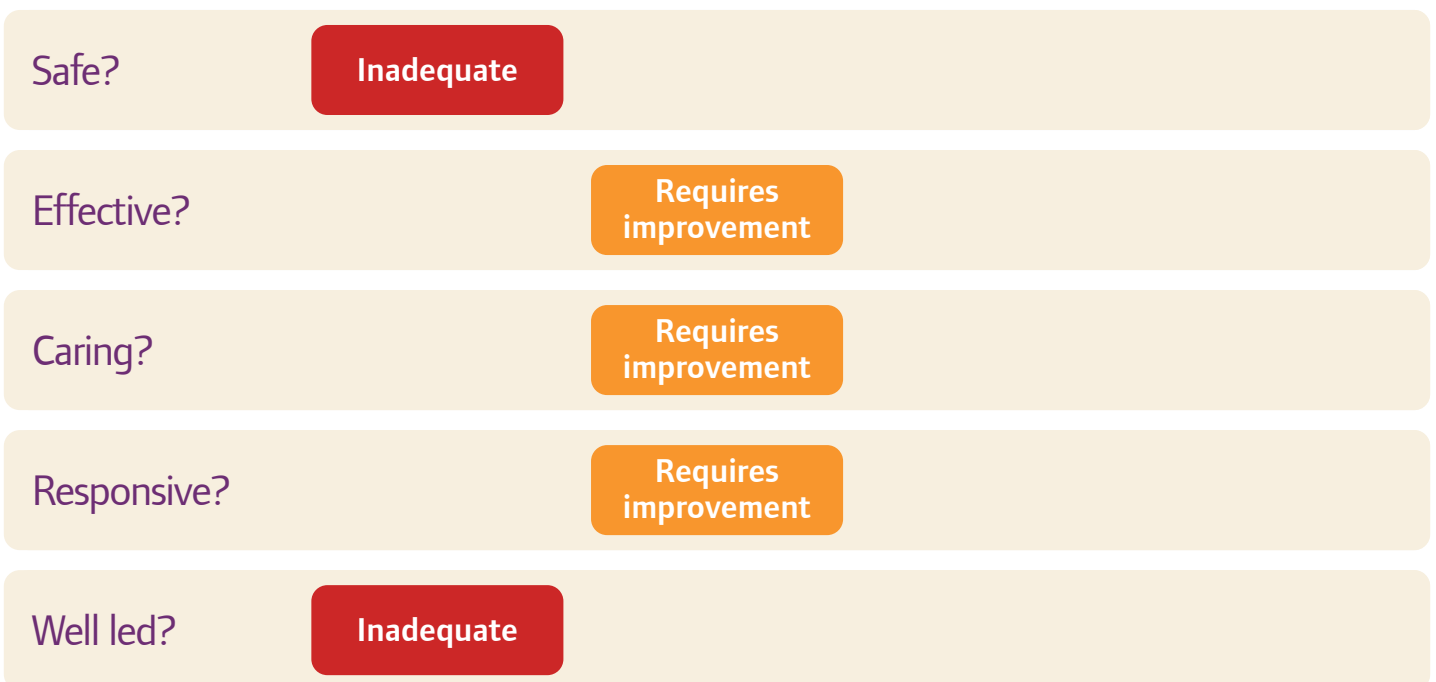 Safe?
Inadequate
Effective?
Requires
improvement
Caring?
Requires
improvement
Responsive?
Requires
improvement
Well led?
Inadequate